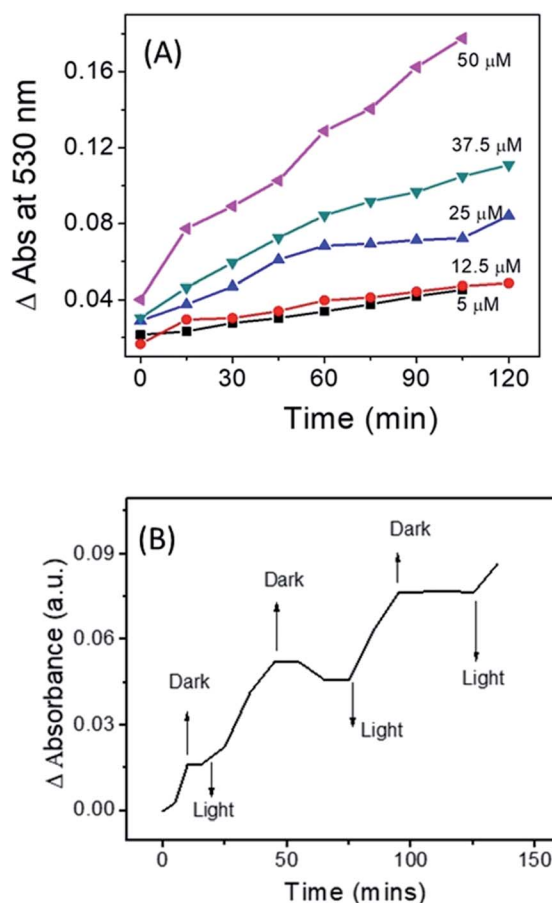 (A)
Δ Abs at 530 nm
0.16
0.12
0.08
0.04
50 μM
37.5 μM
25 μM
12.5 μM
5 μM
0 30 60 90 120
Time (min)
(B)
Δ Absorbance (a.u.)
0.09
0.06
0.03
0.00
Dark
Dark
Dark
Light
Light
Light
0 50 100 150
Time (mins)